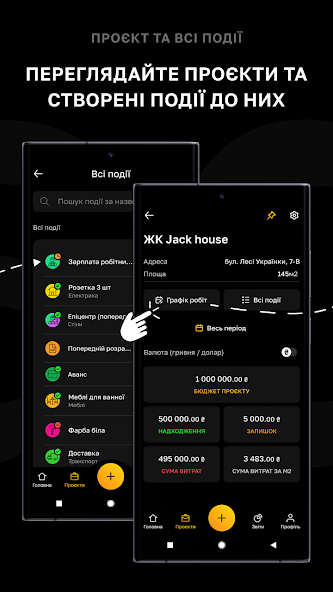 ПРОЄКТ ТА ВСІ ПОДІЇ
ПЕРЕГЛЯДАЙТЕ ПРОЄКТИ ТА
СТВОРЕНІ ПОДІЇ ДО НИХ
Всі події
Пошук події за назво
Всі події
Зарплата робітни...
Розетка 3 шт
Електрика
Епіцентр (поперед
Стіни
Попередній розра...
Аванс
Меблі для ванної
Меблі
Фарба біла
Доставка
Транспорт
Головна
Проєкти
ЖК Jack house
Адреса
бул. Лесі Українки, 7-В
Площа
145м2
Графік робіт
Всі події
Весь період
Валюта (гривня / долар)
₴
1 000 000.00 ₴
БЮДЖЕТ ПРОЄКТУ
500 000.00 ₴
НАДХОДЖЕННЯ
5 000.00 ₴
ЗАЛИШОК
495 000.00 ₴
СУМА ВИТРАТ
3 483.00 ₴
СУМА ВИТРАТ ЗА М2
Головна
Проєкти
Звіти
Профіль